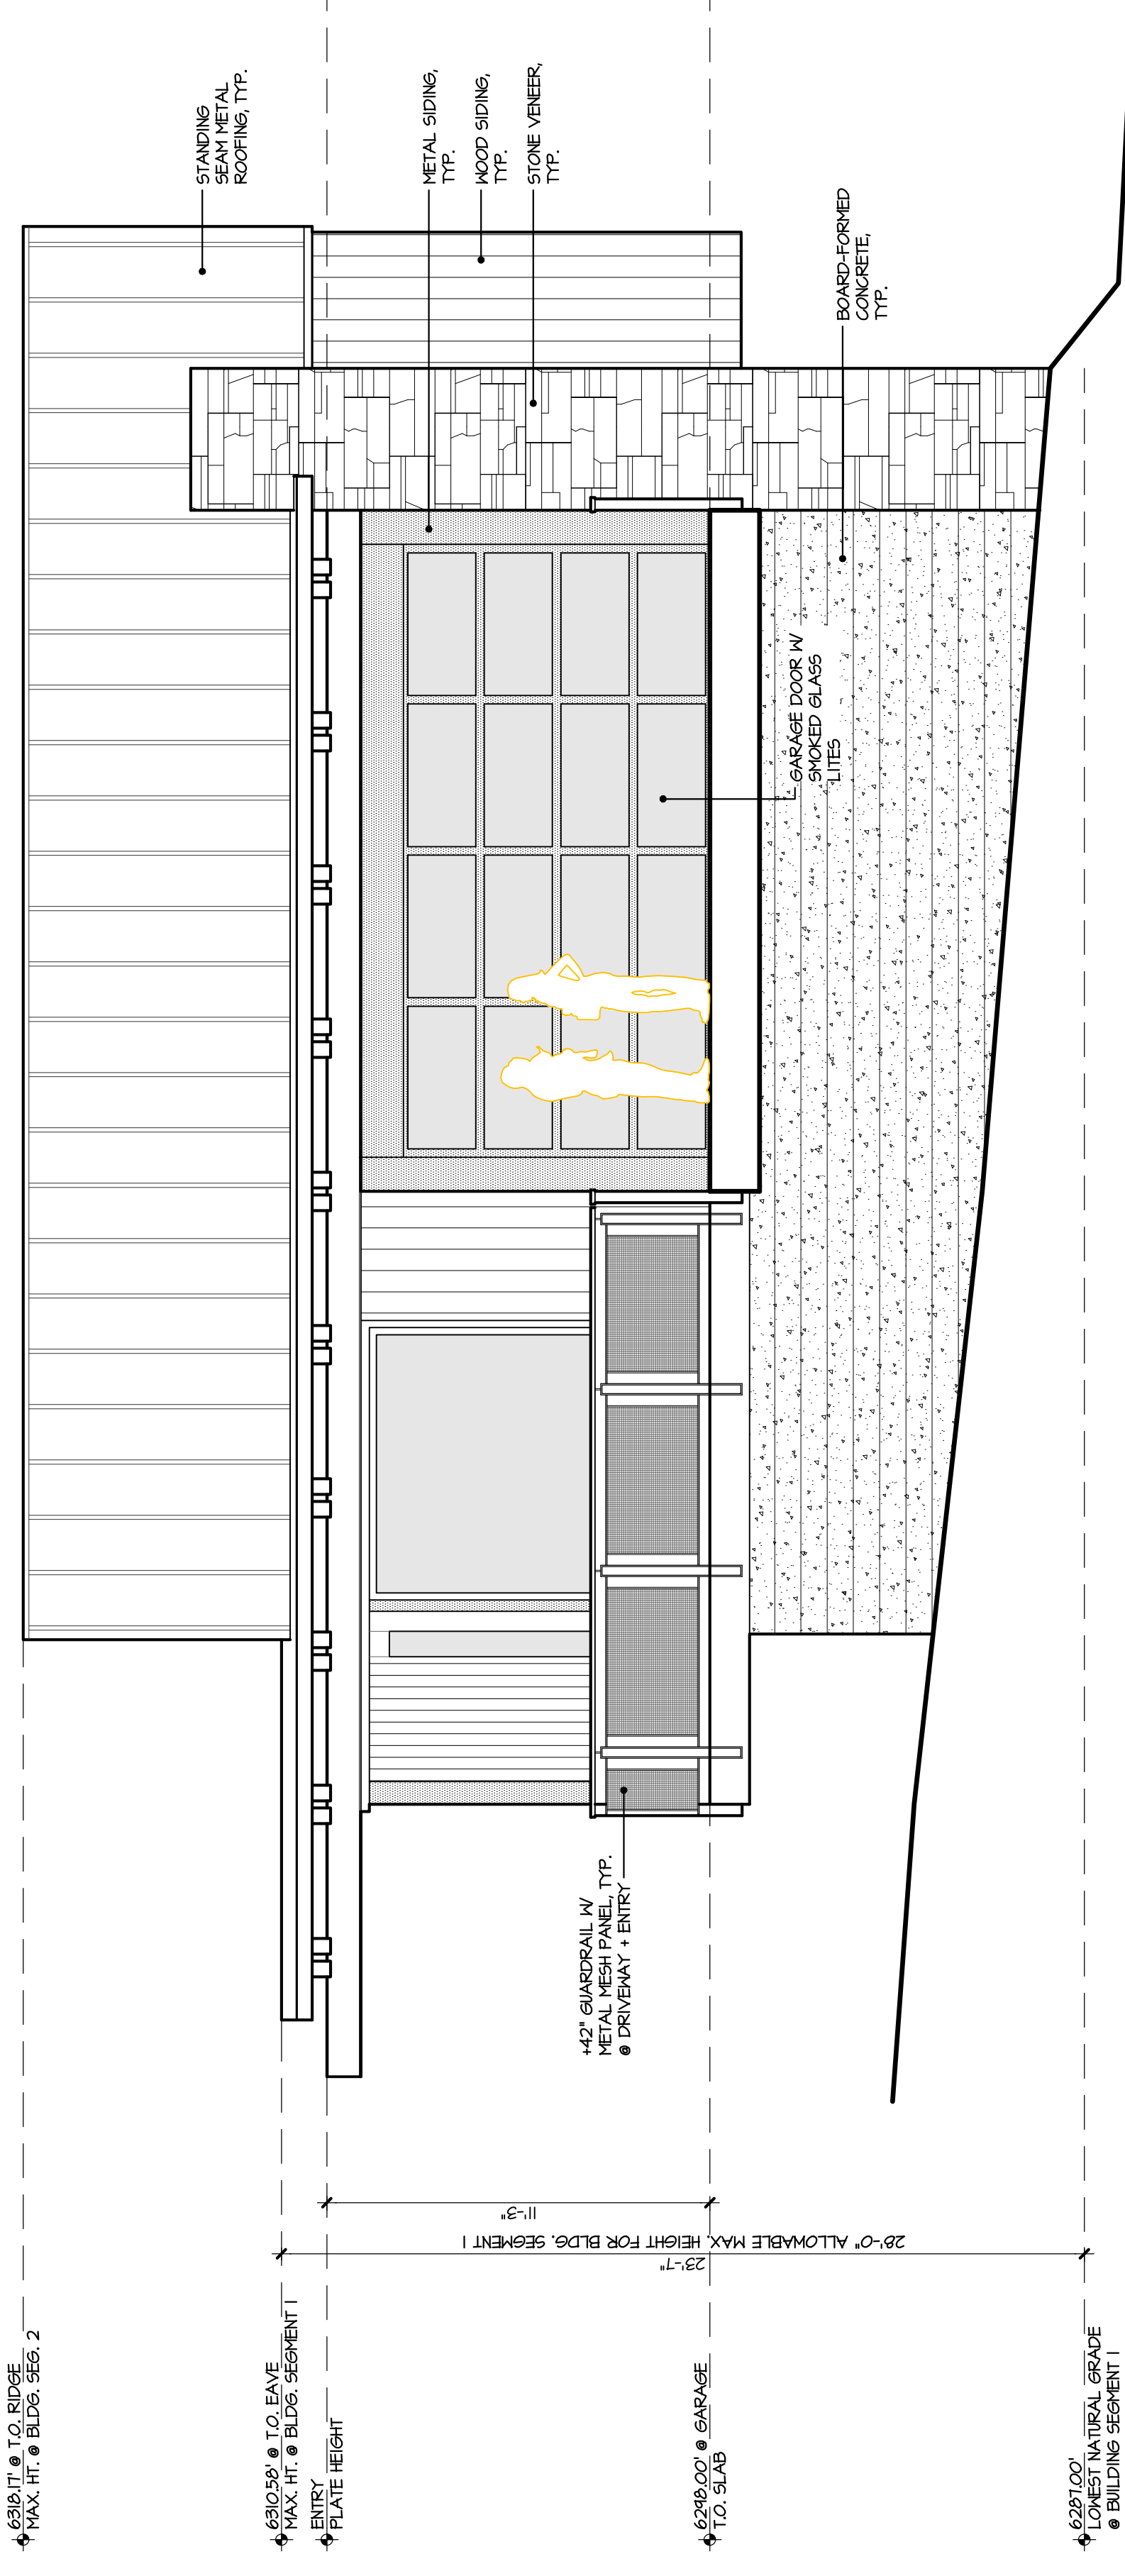 6318.17' @ T.O. RIDGE
MAX. HT. @ BLDG. SEG. 2
6310.58' @ T.O. EAVE
MAX. HT. @ BLDG. SEGMENT 1
ENTRY
PLATE HEIGHT
6298.00' @ GARAGE
T.O. SLAB
6287.00'
LOWEST NATURAL GRADE
@ BUILDING SEGMENT 1
11'-3"
28'-0" ALLOWABLE MAX. HEIGHT FOR BLDG. SEGMENT 1
23'-7"
+42" GUARDRAIL W/
METAL MESH PANEL, TYP.
@ DRIVEWAY + ENTRY
GARAGE DOOR W/
SMOKED GLASS
LITES
STANDING
SEAM METAL
ROOFING, TYP.
METAL SIDING,
TYP.
WOOD SIDING,
TYP.
STONE VENEER,
TYP.
BOARD-FORMED
CONCRETE,
TYP.